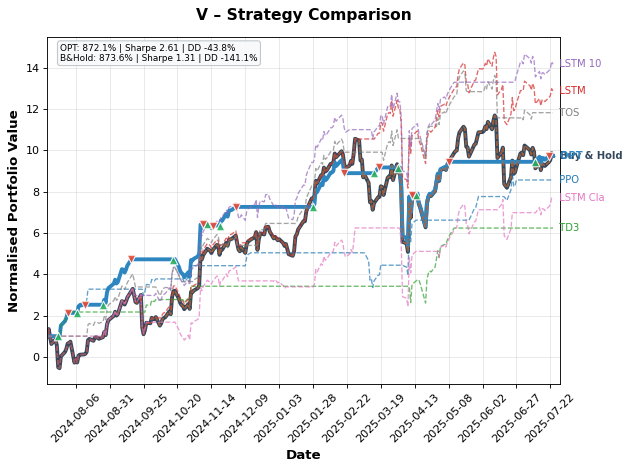 V – Strategy Comparison
OPT: 872.1% | Sharpe 2.61 | DD -43.8%
B&Hold: 873.6% | Sharpe 1.31 | DD -141.1%
Normalised Portfolio Value
14
12
10
8
6
4
2
0
LSTM 10
LSTM
TOS
Buy & Hold
PPO
LSTM Cla
TD3
2024-08-06
2024-08-31
2024-09-25
2024-10-20
2024-11-14
2024-12-09
2025-01-03
2025-01-28
2025-02-22
2025-03-19
2025-04-13
2025-05-08
2025-06-02
2025-06-27
2025-07-22
Date